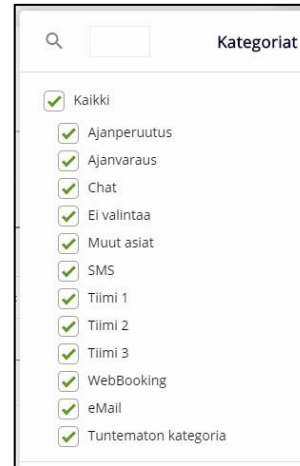 Kategoriat
Kaikki
Ajanperuutus
Ajanvaraus
Chat
Ei valintaa
Muut asiat
SMS
Tiimi 1
Tiimi 2
Tiimi 3
WebBooking
eMail
Tuntematon kategoria